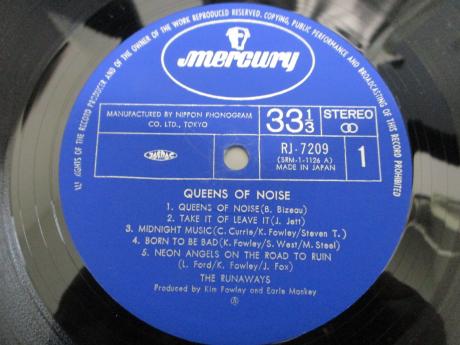 RIGHTS OF THE RECORD PRODUCER AND OF THE OWNER OF THE WORK REPRODUCED RESERVED. COPYING, PUBLIC PERFORMANCE AND BROADCASTING OF THIS RECORD PROHIBITED
mercury
MANUFACTURED BY NIPPON PHONOGRAM
CO. LTD., TOKYO
33 1/3
STEREO
JASRAC
RJ-7209
(SRM-1-1126 A)
MADE IN JAPAN
1
QUEENS OF NOISE
1. QUEENS OF NOISE(B. Bizeau)
2. TAKE IT OF LEAVE IT(J. Jett)
3. MIDNIGHT MUSIC(C. Currie/K. Fowley/Steven T.)
4. BORN TO BE BAD(K. Fowley/S. West/M. Steel)
5. NEON ANGELS ON THE ROAD TO RUIN
(L. Ford/K. Fowley/J. Fox)
THE RUNAWAYS
Produced by Kim Fowley and Earle Mankey